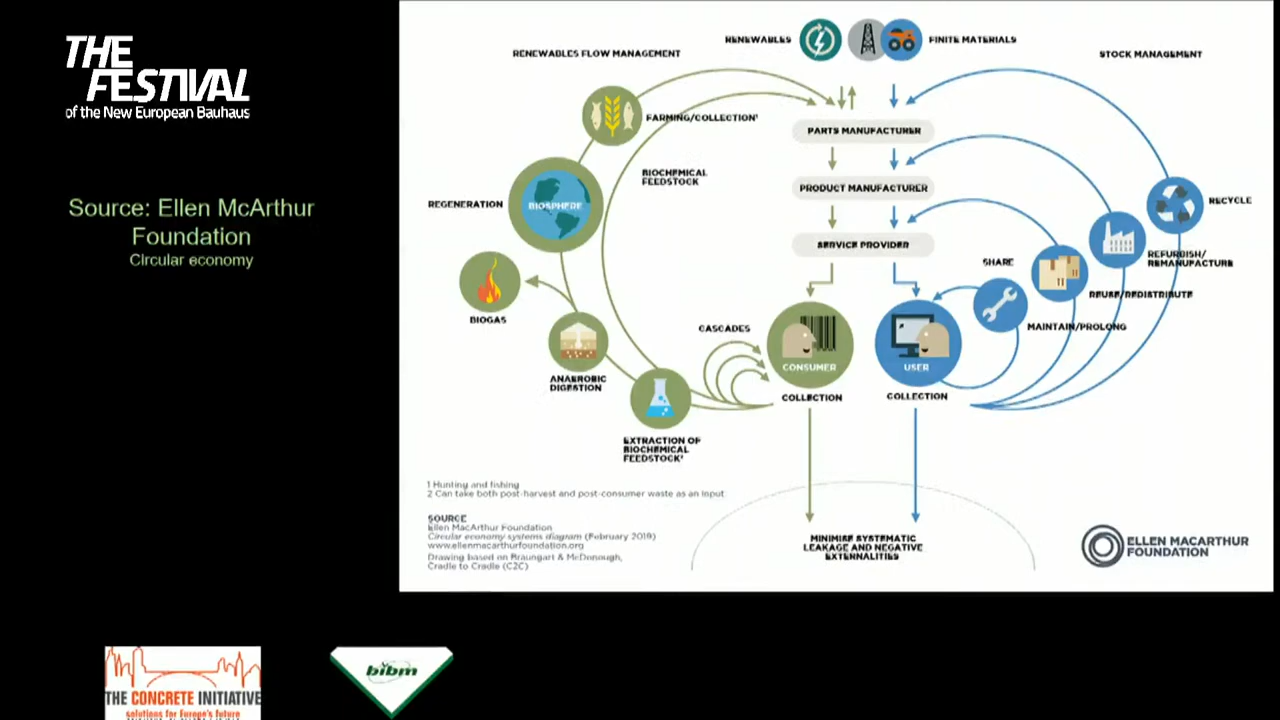 THE
FESTIVAL
of the New European Bauhaus
Source: Ellen McArthur
Foundation
Circular economy
RENEWABLES
FINITE MATERIALS
RENEWABLES FLOW MANAGEMENT
STOCK MANAGEMENT
FARMING/COLLECTION¹
PARTS MANUFACTURER
BIOCHEMICAL
FEEDSTOCK
PRODUCT MANUFACTURER
REGENERATION
BIOSPHERE
RECYCLE
SERVICE PROVIDER
SHARE
REFURBISH/
REMANUFACTURE
REUSE/REDISTRIBUTE
BIOGAS
CASCADES
MAINTAIN/PROLONG
CONSUMER
USER
ANAEROBIC
DIGESTION
COLLECTION
COLLECTION
EXTRACTION OF
BIOCHEMICAL
FEEDSTOCK²
1 Hunting and fishing
2 Can take both post-harvest and post-consumer waste as an input
SOURCE
Ellen MacArthur Foundation
Circular economy systems diagram (February 2019)
www.ellenmacarthurfoundation.org
Drawing based on Braungart & McDonough,
Cradle to Cradle (C2C)
MINIMISE SYSTEMATIC
LEAKAGE AND NEGATIVE
EXTERNALITIES
ELLEN MACARTHUR
FOUNDATION
THE CONCRETE INITIATIVE
solutions for Europe's future
bibm